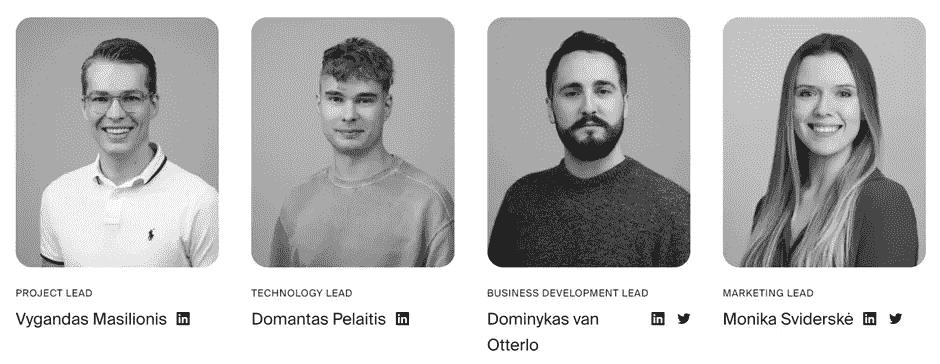 PROJECT LEAD
Vygandas Masilionis
TECHNOLOGY LEAD
Domantas Pelaitis
BUSINESS DEVELOPMENT LEAD
Dominykas van
Otterlo
MARKETING LEAD
Monika Sviderskė